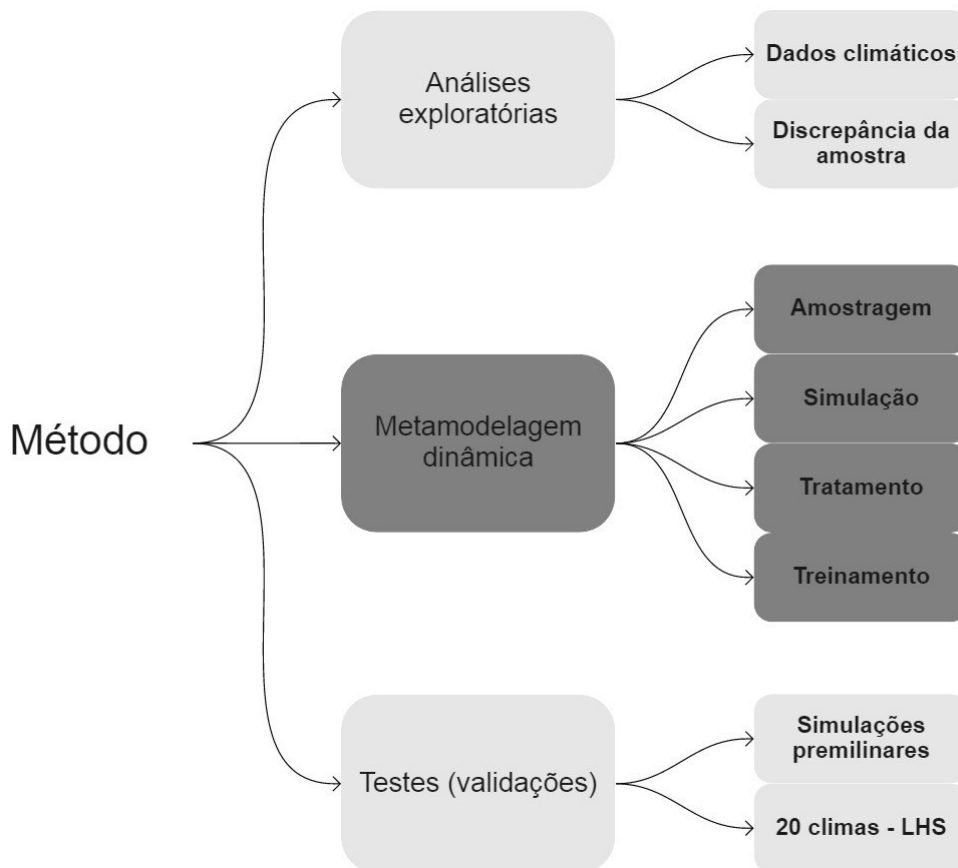 Método
Análises
exploratórias
Dados climáticos
Discrepância da
amostra
Metamodelagem
dinâmica
Amostragem
Simulação
Tratamento
Treinamento
Testes (validações)
Simulações
premilinares
20 climas - LHS